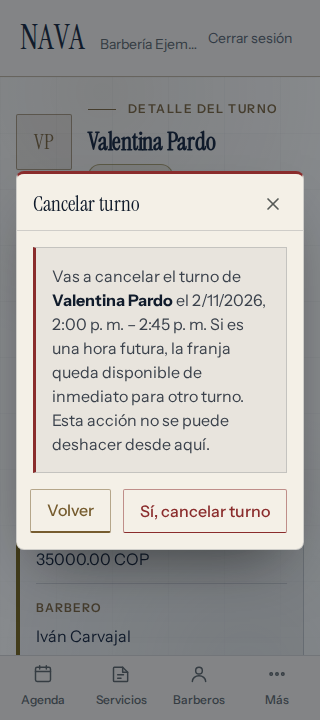 NAVA
Barbería Ejem...
Cerrar sesión
DETALLE DEL TURNO
VP
Valentina Pardo
Cancelar turno
Vas a cancelar el turno de
Valentina Pardo el 2/11/2026,
2:00 p. m. – 2:45 p. m. Si es
una hora futura, la franja
queda disponible de
inmediato para otro turno.
Esta acción no se puede
deshacer desde aquí.
Volver
Sí, cancelar turno
35000.00 COP
BARBERO
Iván Carvajal
Agenda
Servicios
Barberos
Más